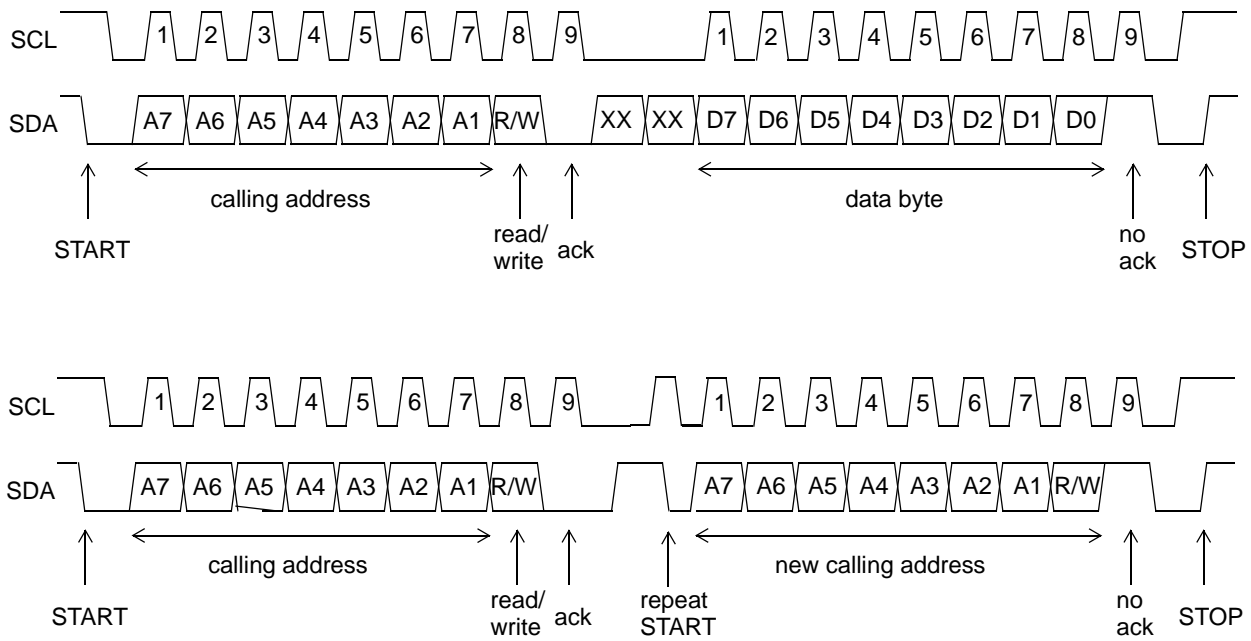 SCL 1 2 3 4 5 6 7 8 9 1 2 3 4 5 6 7 8 9
SDA A7 A6 A5 A4 A3 A2 A1 R/W XX XX D7 D6 D5 D4 D3 D2 D1 D0
calling address data byte
START read/ write ack no ack STOP
SCL 1 2 3 4 5 6 7 8 9 1 2 3 4 5 6 7 8 9
SDA A7 A6 A5 A4 A3 A2 A1 R/W A7 A6 A5 A4 A3 A2 A1 R/W
calling address new calling address
START read/ write ack repeat START no ack STOP